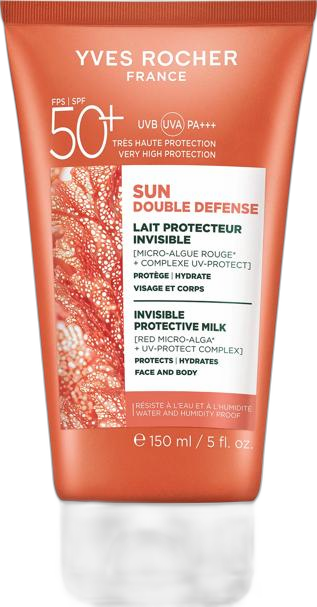 YVES ROCHER
FRANCE
FPS | SPF
50+
UVB UVA PA+++
TRÈS HAUTE PROTECTION
VERY HIGH PROTECTION
SUN
DOUBLE DEFENSE
LAIT PROTECTEUR
INVISIBLE
[MICRO-ALGUE ROUGE*
+ COMPLEXE UV-PROTECT]
PROTÈGE | HYDRATE
VISAGE ET CORPS
INVISIBLE
PROTECTIVE MILK
[RED MICRO-ALGA*
+ UV-PROTECT COMPLEX]
PROTECTS | HYDRATES
FACE AND BODY
RÉSISTE À L'EAU ET À L'HUMIDITÉ
WATER AND HUMIDITY PROOF
e 150 ml / 5 fl. oz.